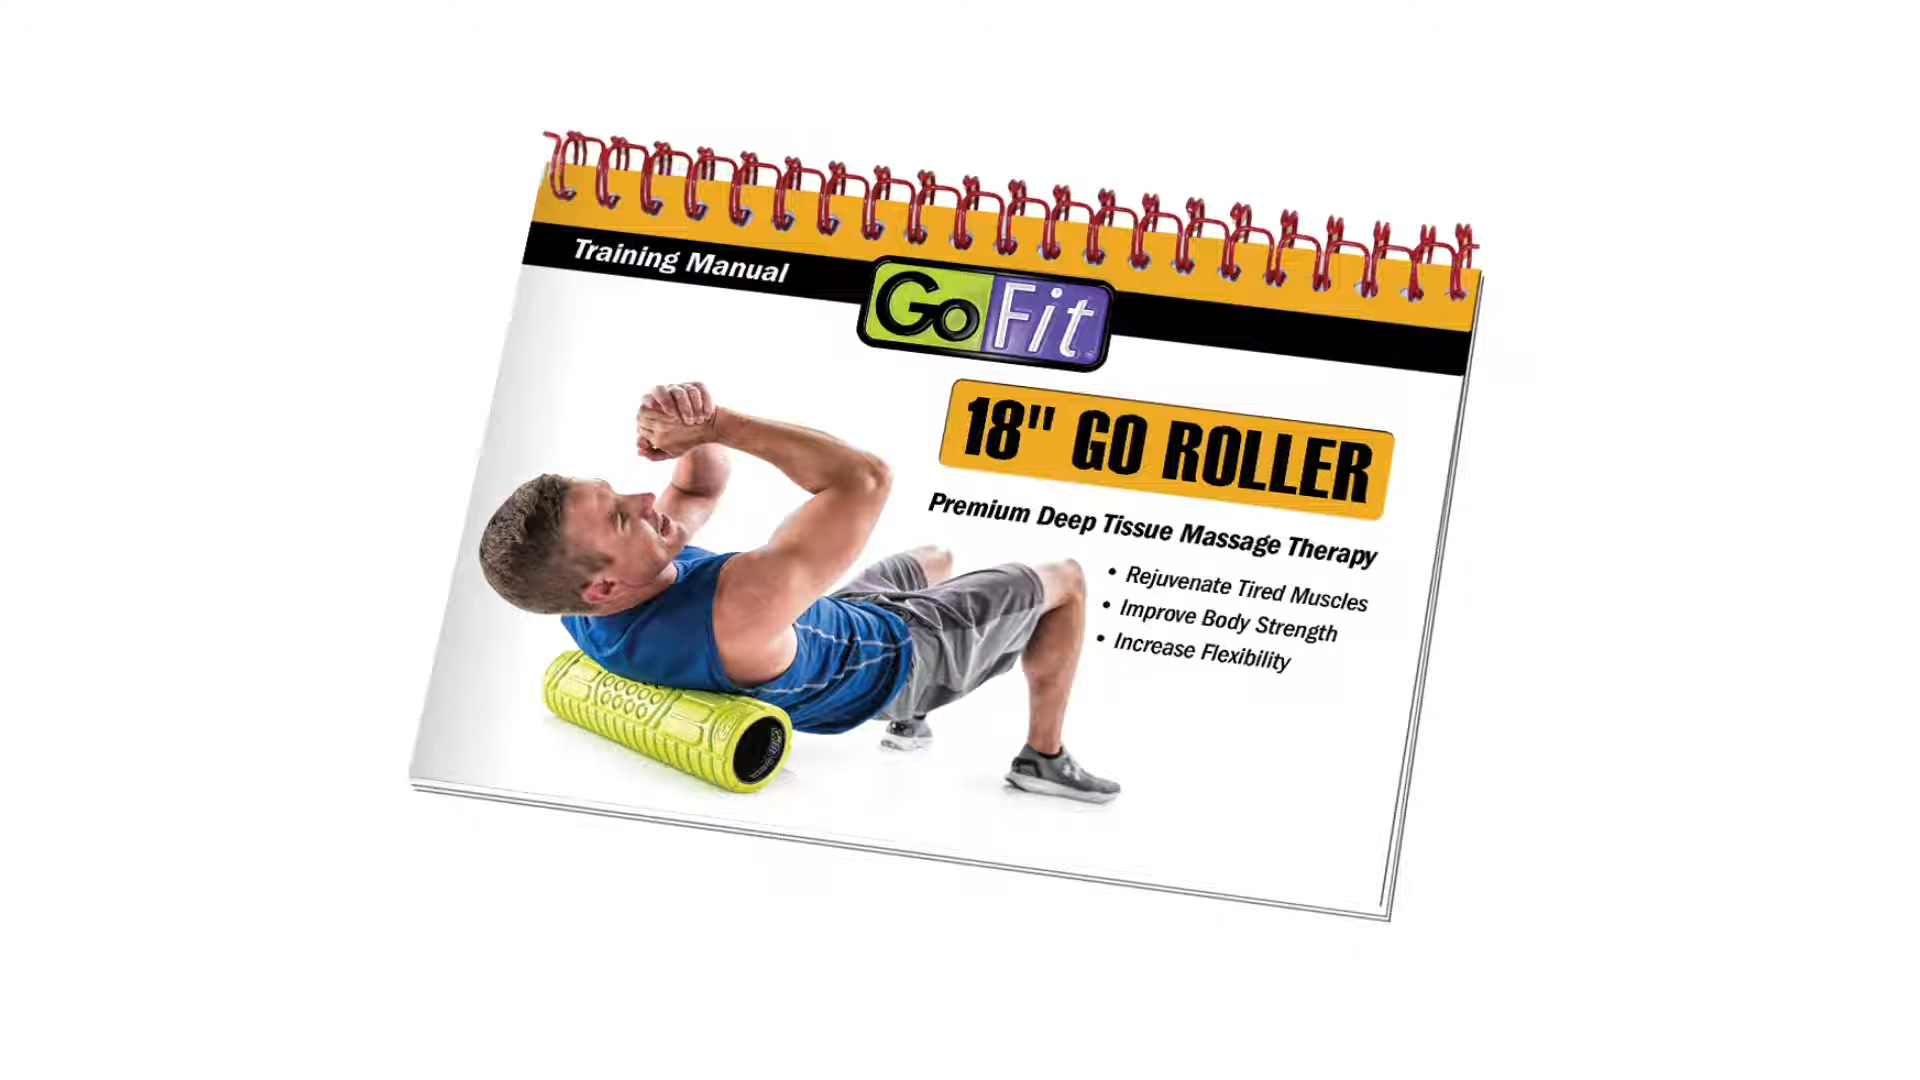 Training Manual
GoFit
18" GO ROLLER
Premium Deep Tissue Massage Therapy
• Rejuvenate Tired Muscles
• Improve Body Strength
• Increase Flexibility